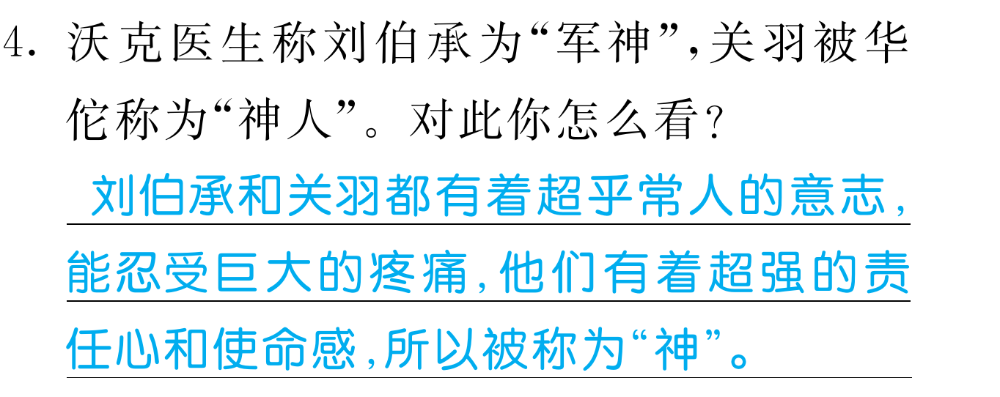 4. 沃克医生称刘伯承为“军神”,关羽被华
佗称为“神人”。对此你怎么看?
刘伯承和关羽都有着超乎常人的意志,
能忍受巨大的疼痛,他们有着超强的责
任心和使命感,所以被称为“神”。